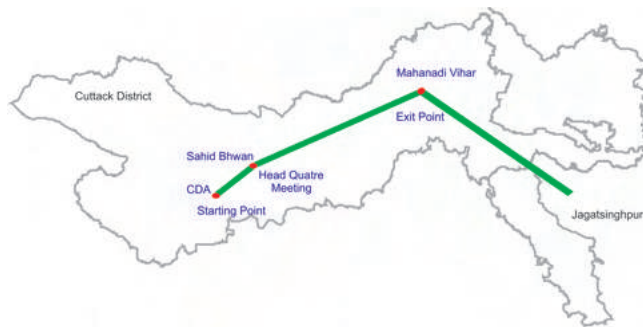 Mahanadi Vihar
Cuttack District
Exit Point
Sahid Bhwan
Head Quatre
Meeting
CDA
Starting Point
Jagatsinghpur